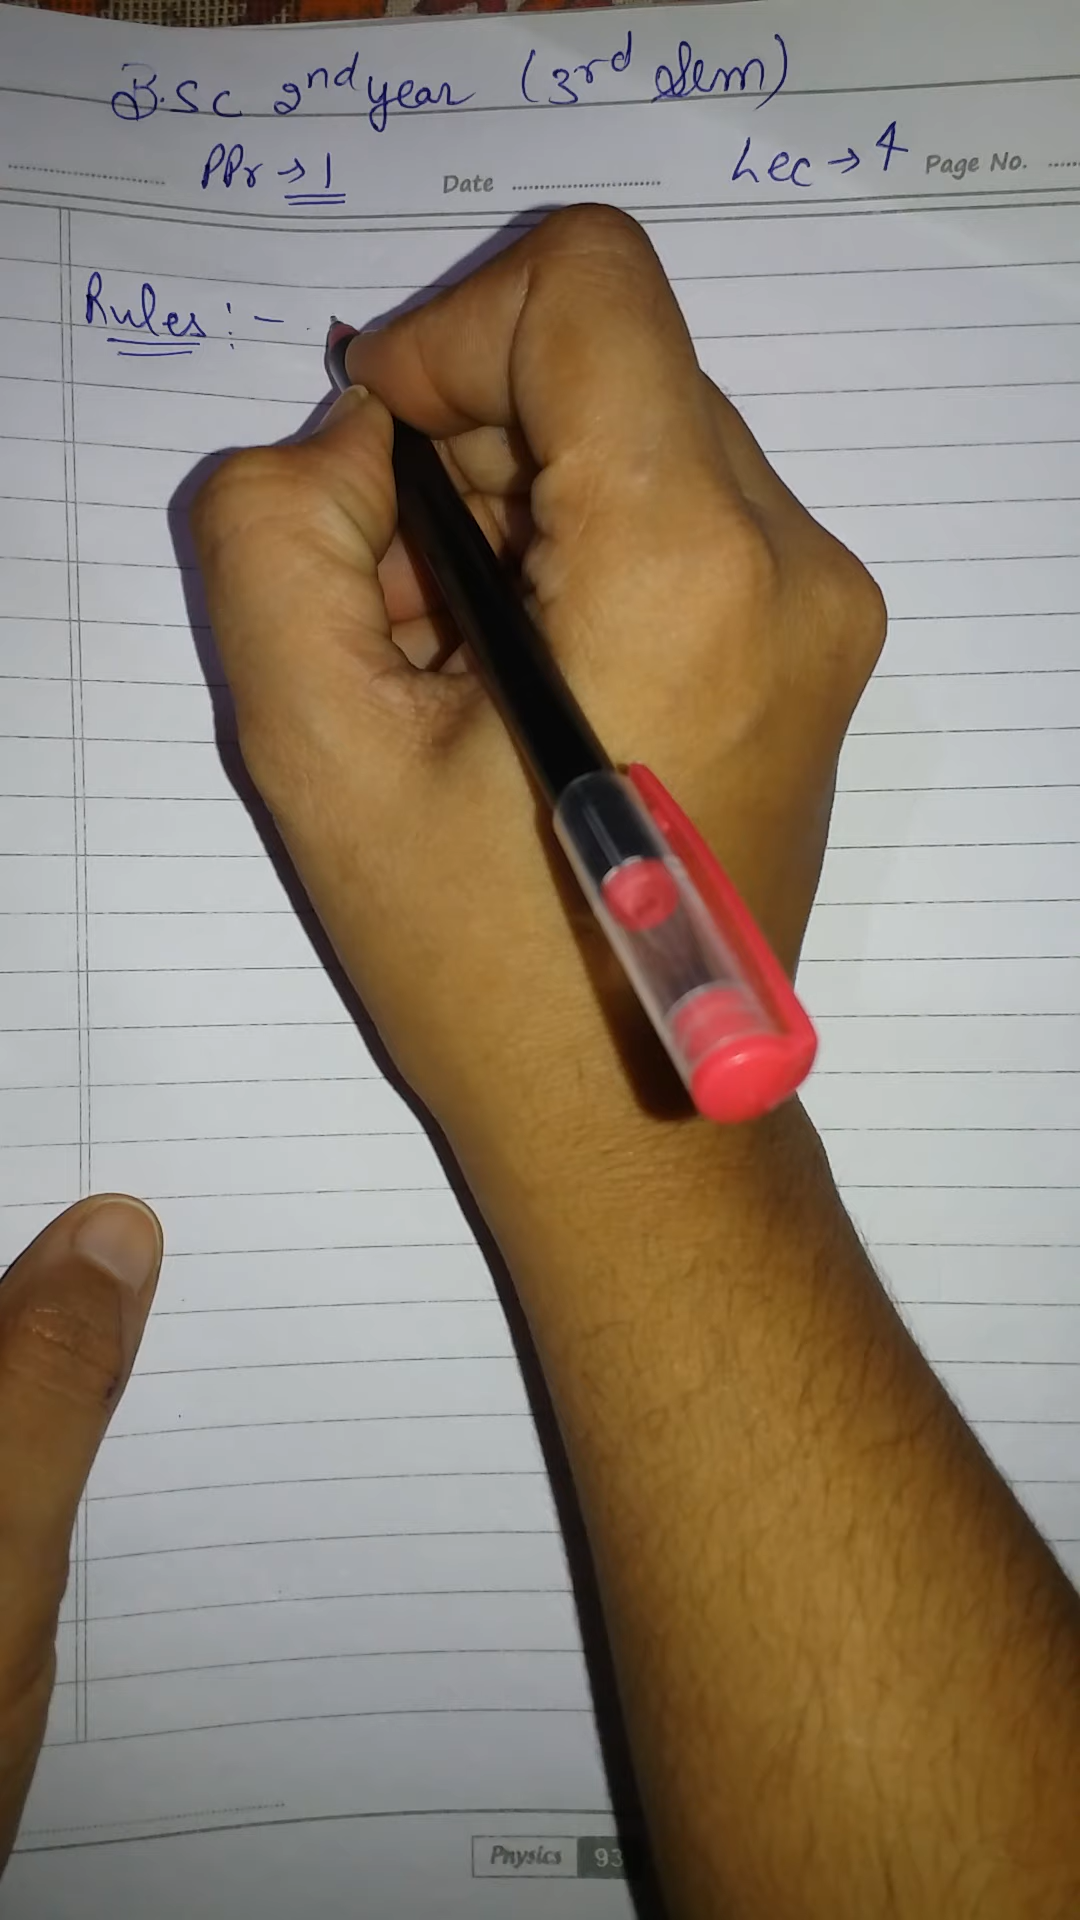 B.Sc 2nd year (3rd Sem)
PPr → 1 Date Lec → 4 Page No.
Rules : -
Physics 93